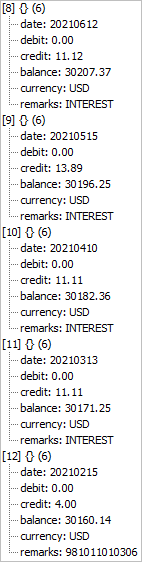 [8] {} (6)
date: 20210612
debit: 0.00
credit: 11.12
balance: 30207.37
currency: USD
remarks: INTEREST
[9] {} (6)
date: 20210515
debit: 0.00
credit: 13.89
balance: 30196.25
currency: USD
remarks: INTEREST
[10] {} (6)
date: 20210410
debit: 0.00
credit: 11.11
balance: 30182.36
currency: USD
remarks: INTEREST
[11] {} (6)
date: 20210313
debit: 0.00
credit: 11.11
balance: 30171.25
currency: USD
remarks: INTEREST
[12] {} (6)
date: 20210215
debit: 0.00
credit: 4.00
balance: 30160.14
currency: USD
remarks: 981011010306